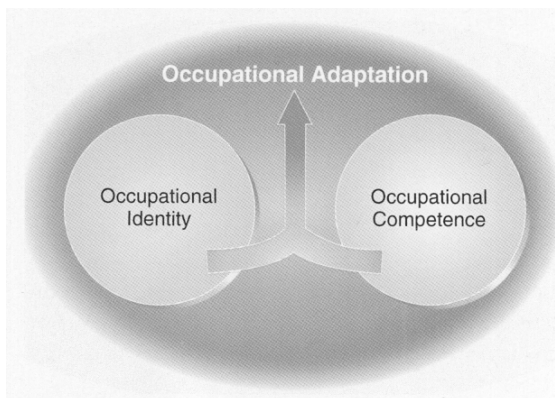 Occupational Adaptation
Occupational
Identity
Occupational
Competence